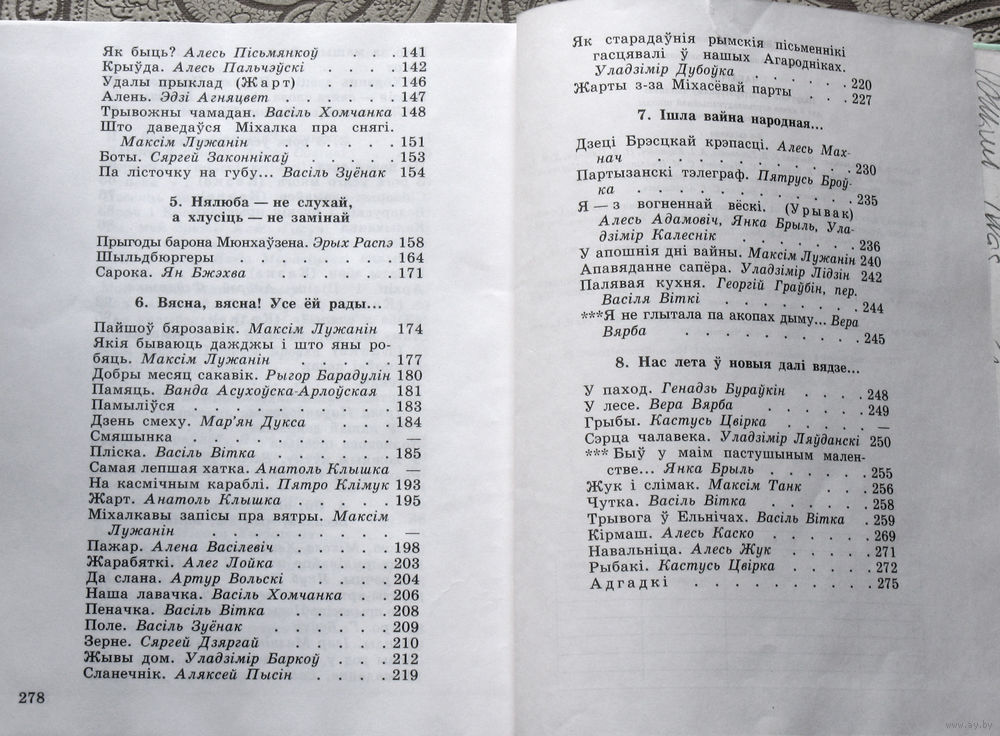 Як быць? Алесь Пісьмянкоў . . . 141
Крыўда. Алесь Пальчэўскі . . . . 142
Удалы прыклад (Жарт) . . . . . 146
Алень. Эдзі Агняцвет . . . . . . 147
Трывожны чамадан. Васіль Хомчанка 148
Што даведаўся Міхалка пра снягі.
Максім Лужанін . . . . . . 151
Боты. Сяргей Законнікаў . . . . . 153
Па лісточку на губу... Васіль Зуёнак 154
5. Нялюба — не слухай,
а хлусіць — не замінай
Прыгоды барона Мюнхаўзена. Эрых Распэ 158
Шыльдбюргеры . . . . . . . . 164
Сарока. Ян Бжэхва . . . . . . . 171
6. Вясна, вясна! Усе ёй рады...
Пайшоў бярозавік. Максім Лужанін 174
Якія бываюць дажджы і што яны ро-
бяць. Максім Лужанін . . . . . 177
Добры месяц сакавік. Рыгор Барадулін 180
Памяць. Ванда Асухоўска-Арлоўская 181
Памыліўся . . . . . . . . . 183
Дзень смеху. Мар'ян Дукса . . . . 184
Смяшынка . . . . . . . . . —
Пліска. Васіль Вітка . . . . . . 185
Самая лепшая хатка. Анатоль Клышка —
На касмічным караблі. Пятро Клімук 193
Жарт. Анатоль Клышка . . . . . 195
Міхалкавы запісы пра вятры. Максім
Лужанін . . . . . . . . . —
Пажар. Алена Васілевіч . . . . . 198
Жарабяткі. Алег Лойка . . . . . 203
Да слана. Артур Вольскі . . . . . 204
Наша лавачка. Васіль Хомчанка . . 206
Пеначка. Васіль Вітка . . . . . 208
Поле. Васіль Зуёнак . . . . . . 209
Зерне. Сяргей Дзяргай . . . . . 210
Жывы дом. Уладзімір Баркоў . . . 212
Сланечнік. Аляксей Пысін . . . . 219
278
Як старадаўнія рымскія пісьменнікі
гасцявалі ў нашых Агародніках.
Уладзімір Дубоўка . . . . . . 220
Жарты з-за Міхасёвай парты . . . 227
7. Ішла вайна народная...
Дзеці Брэсцкай крэпасці. Алесь Мах-
нач . . . . . . . . . . 230
Партызанскі тэлеграф. Пятрусь Броў-
ка . . . . . . . . . . . 235
Я — з вогненнай вёскі. (Урывак)
Алесь Адамовіч, Янка Брыль, Ула-
дзімір Калеснік . . . . . . . 236
У апошнія дні вайны. Максім Лужанін 240
Апавяданне сапёра. Уладзімір Лідзін 242
Палявая кухня. Георгій Граўбін, пер.
Васіля Віткі . . . . . . . . 244
***Я не глытала па акопах дыму... Вера
Вярба . . . . . . . . . 245
8. Нас лета ў новыя далі вядзе...
У паход. Генадзь Бураўкін . . . . 248
У лесе. Вера Вярба . . . . . . 249
Грыбы. Кастусь Цвірка . . . . . —
Сэрца чалавека. Уладзімір Ляўданскі 250
*** Быў у маім пастушыным мален-
стве... Янка Брыль . . . . . . 255
Жук і слімак. Максім Танк . . . 256
Чутка. Васіль Вітка . . . . . . 258
Трывога ў Ельнічах. Васіль Вітка . 259
Кірмаш. Алесь Каско . . . . . . 269
Навальніца. Алесь Жук . . . . . 271
Рыбакі. Кастусь Цвірка . . . . . 272
Адгадкі . . . . . . . . . . 275
www.ay.by